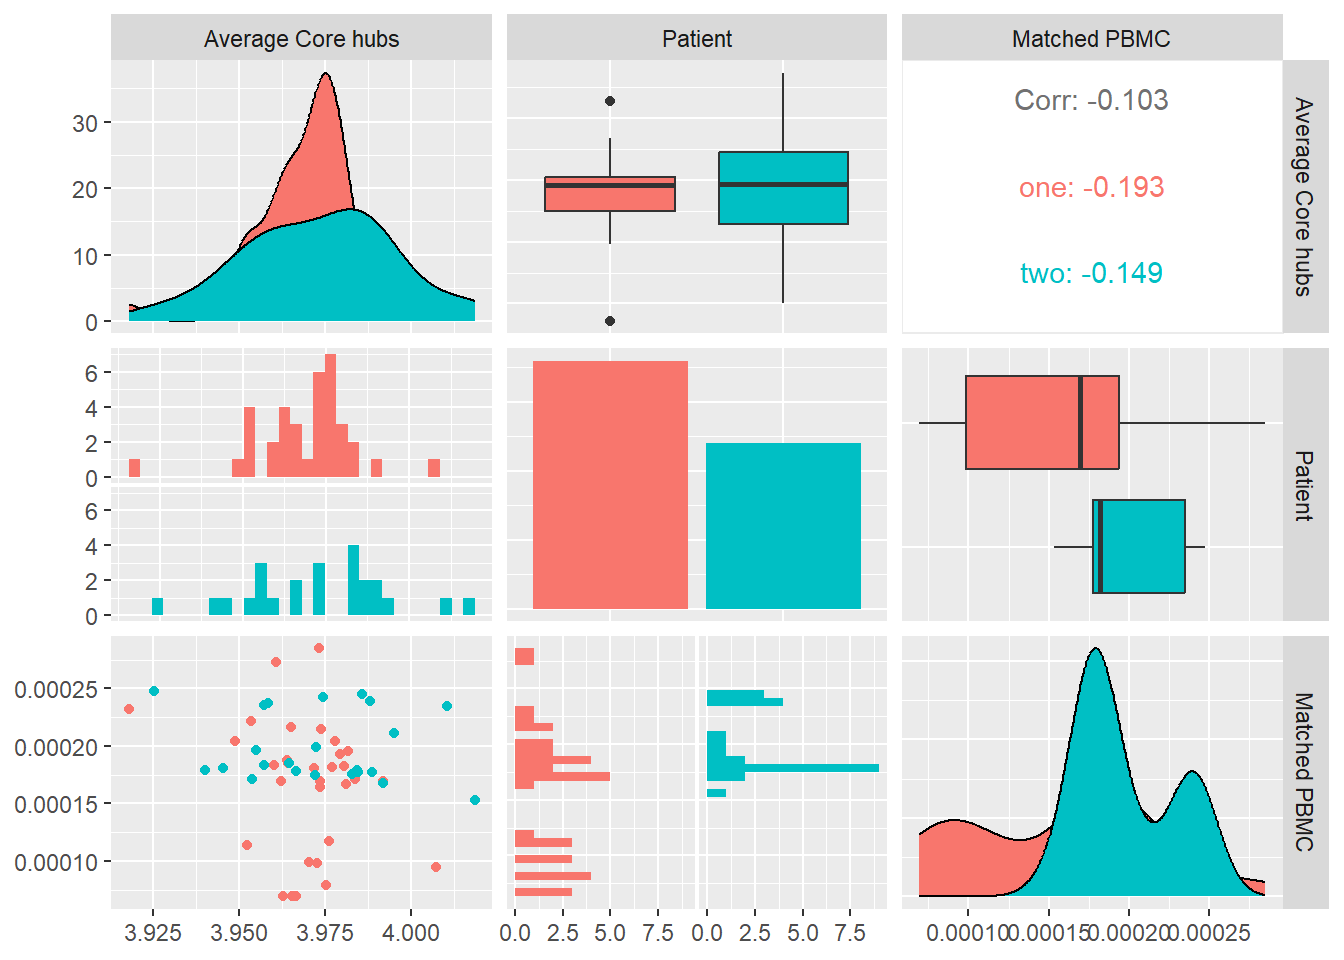 Average Core hubs
Patient
Matched PBMC
30
20
10
0
Corr: -0.103
one: -0.193
two: -0.149
Average Core hubs
6
4
2
0
6
4
2
0
Patient
0.00025
0.00020
0.00015
0.00010
Matched PBMC
3.925 3.950 3.975 4.000
0.0 2.5 5.0 7.5 0.0 2.5 5.0 7.5
0.00010 0.00015 0.00020 0.00025